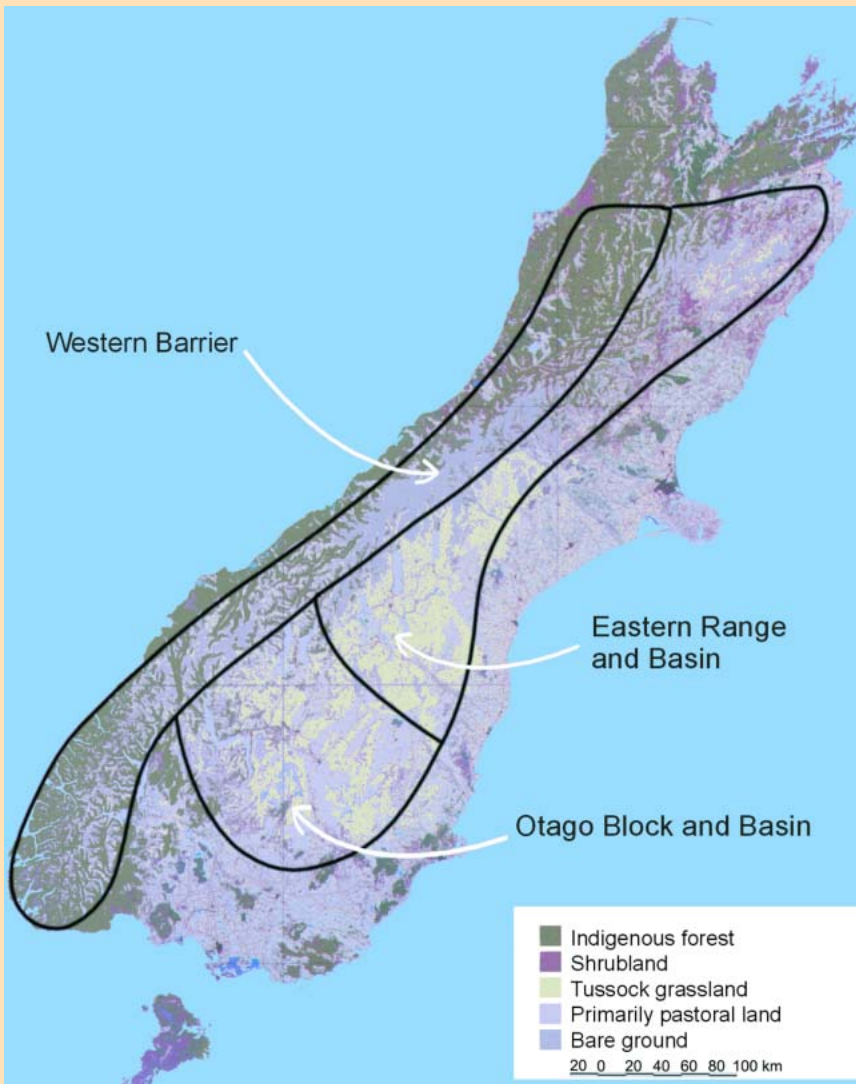 Western Barrier
Eastern Range
and Basin
Otago Block and Basin
Indigenous forest
Shrubland
Tussock grassland
Primarily pastoral land
Bare ground
20 0 20 40 60 80 100 km